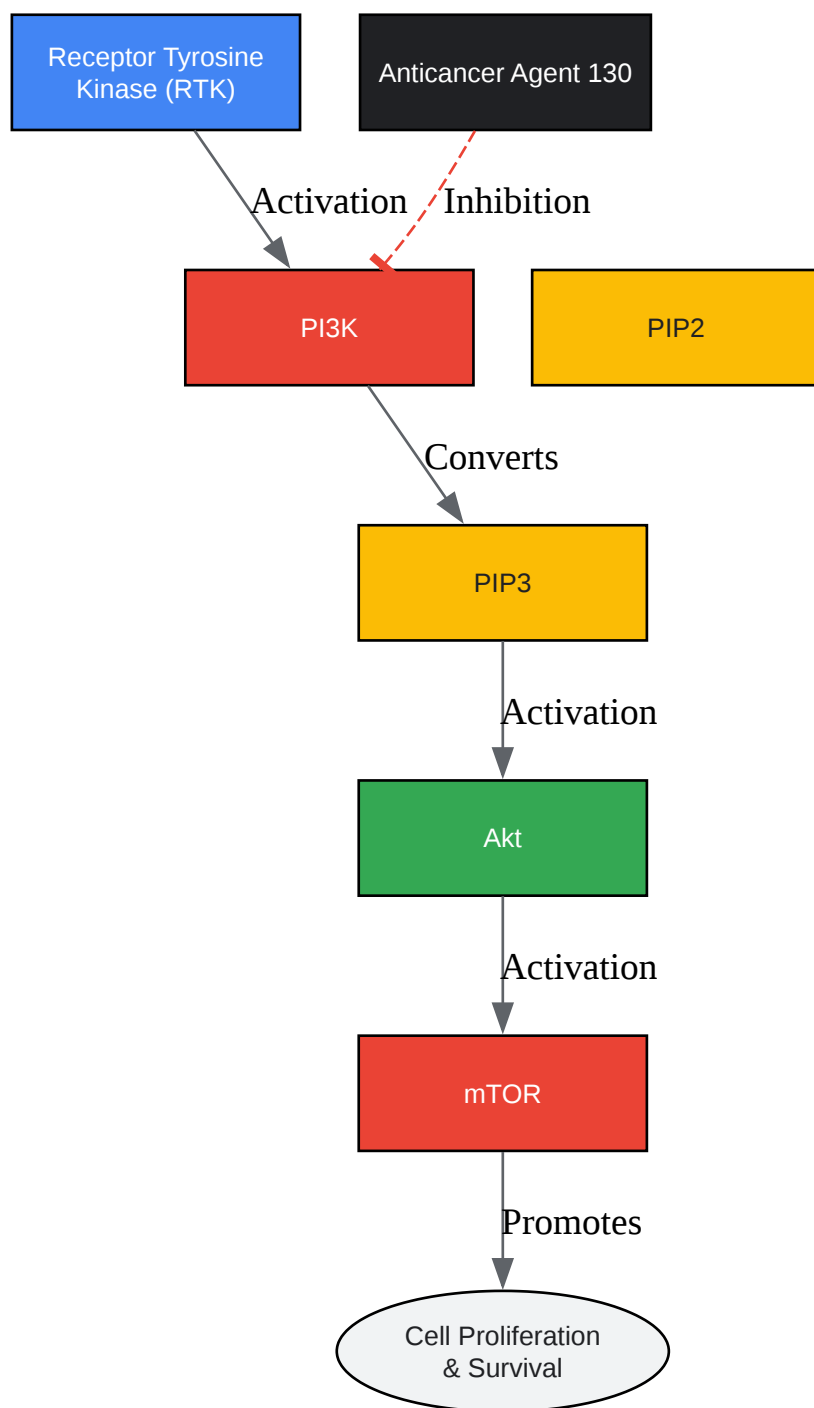 Receptor Tyrosine
Kinase (RTK)
Anticancer Agent 130
Activation
Inhibition
PI3K
PIP2
Converts
PIP3
Activation
Akt
Activation
mTOR
Promotes
Cell Proliferation
& Survival